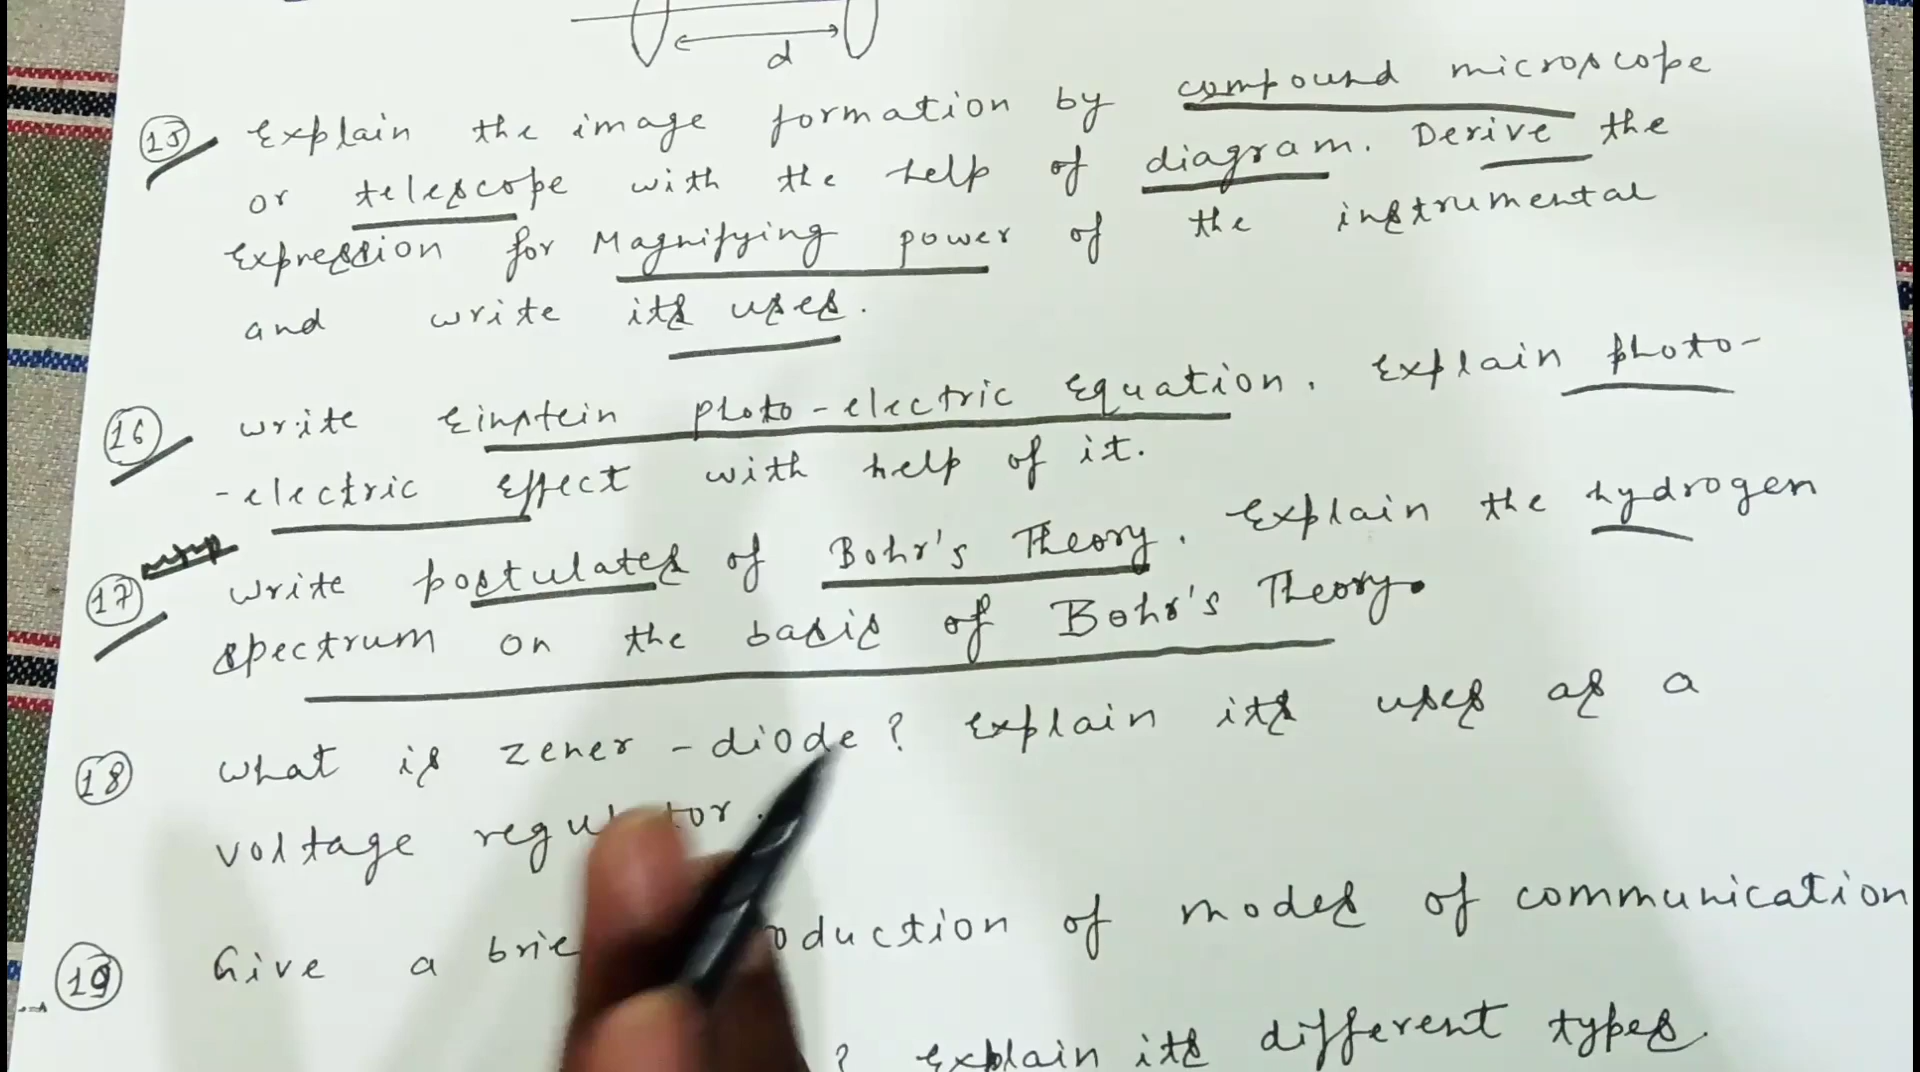 d
15 Explain the image formation by compound microscope
or telescope with the help of diagram. Derive the
Expression for Magnifying power of the instrumental
and write its uses.
16 write Einstein photo-electric Equation. Explain photo-
-electric Effect with help of it.
17 write postulates of Bohr's Theory. Explain the hydrogen
spectrum on the basis of Bohr's Theory.
18 what is zener-diode? Explain its uses as a
voltage
19 Give a of modes of communication
? Explain its different types.